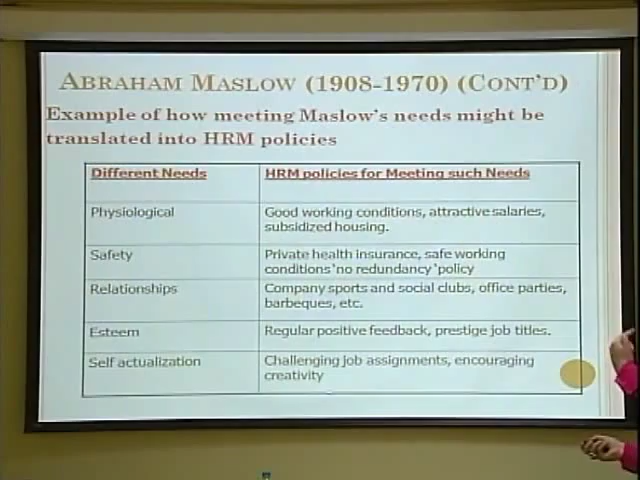 ABRAHAM MASLOW (1908-1970) (CONT'D)
Example of how meeting Maslow's needs might be
translated into HRM policies
Different Needs
HRM policies for Meeting such Needs
Physiological
Good working conditions, attractive salaries,
subsidized housing.
Safety
Private health insurance, safe working
conditions'no redundancy'policy
Relationships
Company sports and social clubs, office parties,
barbeques, etc.
Esteem
Regular positive feedback, prestige job titles.
Self actualization
Challenging job assignments, encouraging
creativity